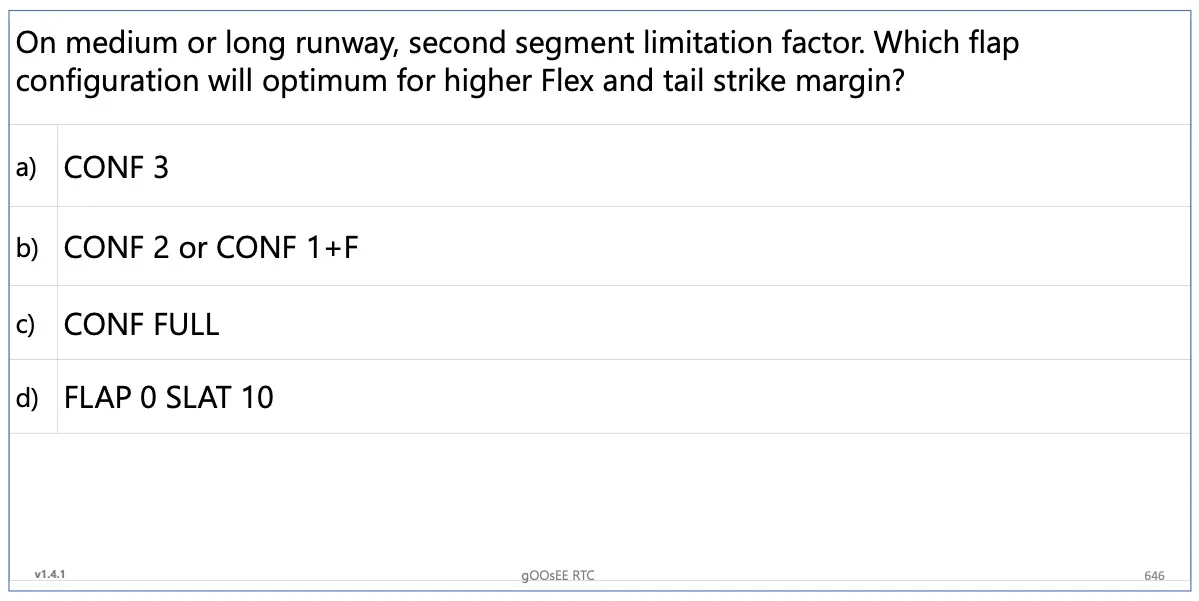 On medium or long runway, second segment limitation factor. Which flap
configuration will optimum for higher Flex and tail strike margin?
a) CONF 3
b) CONF 2 or CONF 1+F
c) CONF FULL
d) FLAP 0 SLAT 10
v1.4.1 gOOsEE RTC 646